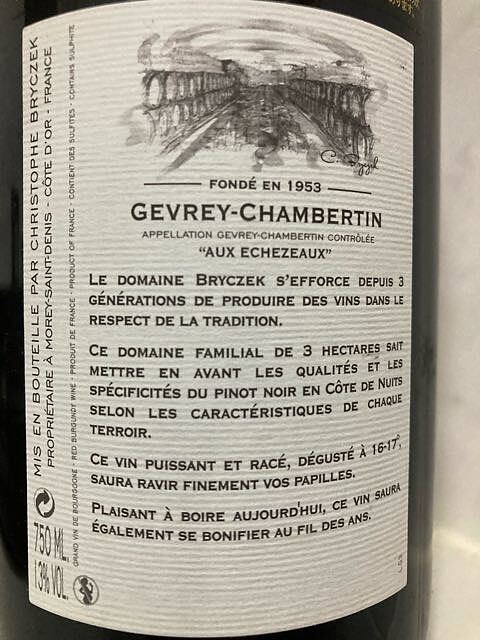 C. Bryczek
FONDÉ EN 1953
GEVREY-CHAMBERTIN
APPELLATION GEVREY-CHAMBERTIN CONTRÔLÉE
“AUX ECHEZEAUX”
LE DOMAINE BRYCZEK S’EFFORCE DEPUIS 3
GÉNÉRATIONS DE PRODUIRE DES VINS DANS LE
RESPECT DE LA TRADITION.
CE DOMAINE FAMILIAL DE 3 HECTARES SAIT
METTRE EN AVANT LES QUALITÉS ET LES
SPÉCIFICITÉS DU PINOT NOIR EN CÔTE DE NUITS
SELON LES CARACTÉRISTIQUES DE CHAQUE
TERROIR.
CE VIN PUISSANT ET RACÉ, DÉGUSTÉ À 16-17°,
SAURA RAVIR FINEMENT VOS PAPILLES.
PLAISANT À BOIRE AUJOURD'HUI, CE VIN SAURA
ÉGALEMENT SE BONIFIER AU FIL DES ANS.
MIS EN BOUTEILLE PAR CHRISTOPHE BRYCZEK
PROPRIÉTAIRE À MOREY-SAINT-DENIS - CÔTE D'OR - FRANCE
GRAND VIN DE BOURGOGNE - RED BURGUNDY WINE - PRODUIT DE FRANCE - PRODUCT OF FRANCE - CONTIENT DES SULFITES - CONTAINS SULPHITE
750 ML.
13% VOL.